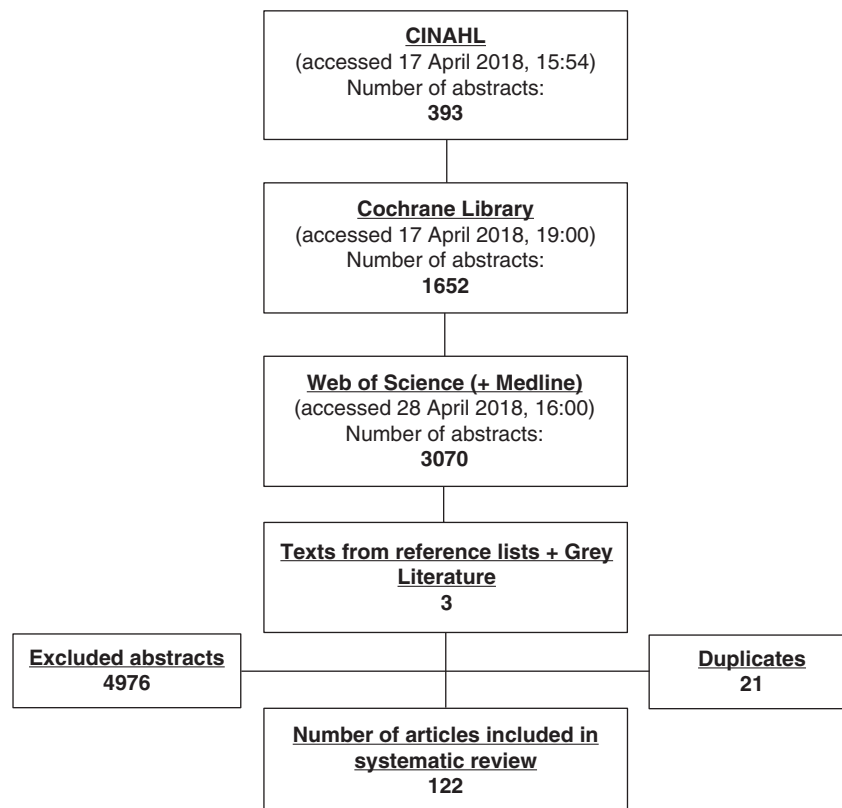 CINAHL
(accessed 17 April 2018, 15:54)
Number of abstracts:
393
Cochrane Library
(accessed 17 April 2018, 19:00)
Number of abstracts:
1652
Web of Science (+ Medline)
(accessed 28 April 2018, 16:00)
Number of abstracts:
3070
Texts from reference lists + Grey
Literature
3
Excluded abstracts
4976
Duplicates
21
Number of articles included in
systematic review
122